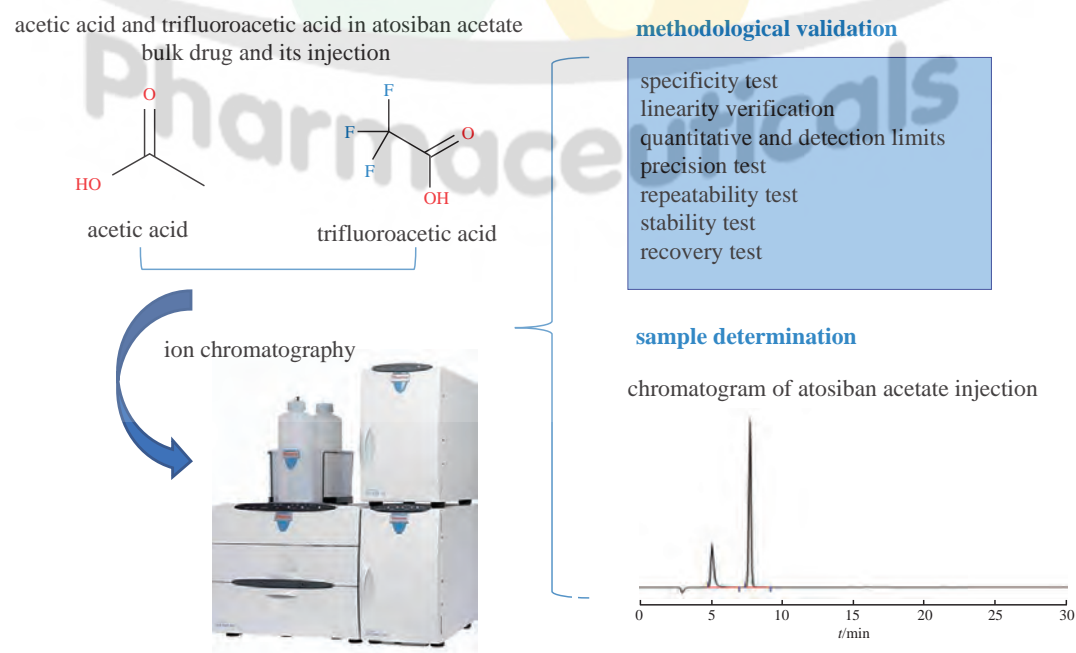 acetic acid and trifluoroacetic acid in atosiban acetate
bulk drug and its injection
O
HO
acetic acid
F
F
F
O
OH
trifluoroacetic acid
ion chromatography
methodological validation
specificity test
linearity verification
quantitative and detection limits
precision test
repeatability test
stability test
recovery test
sample determination
chromatogram of atosiban acetate injection
0 5 10 15 20 25 30
t/min
Pharmaceuticals